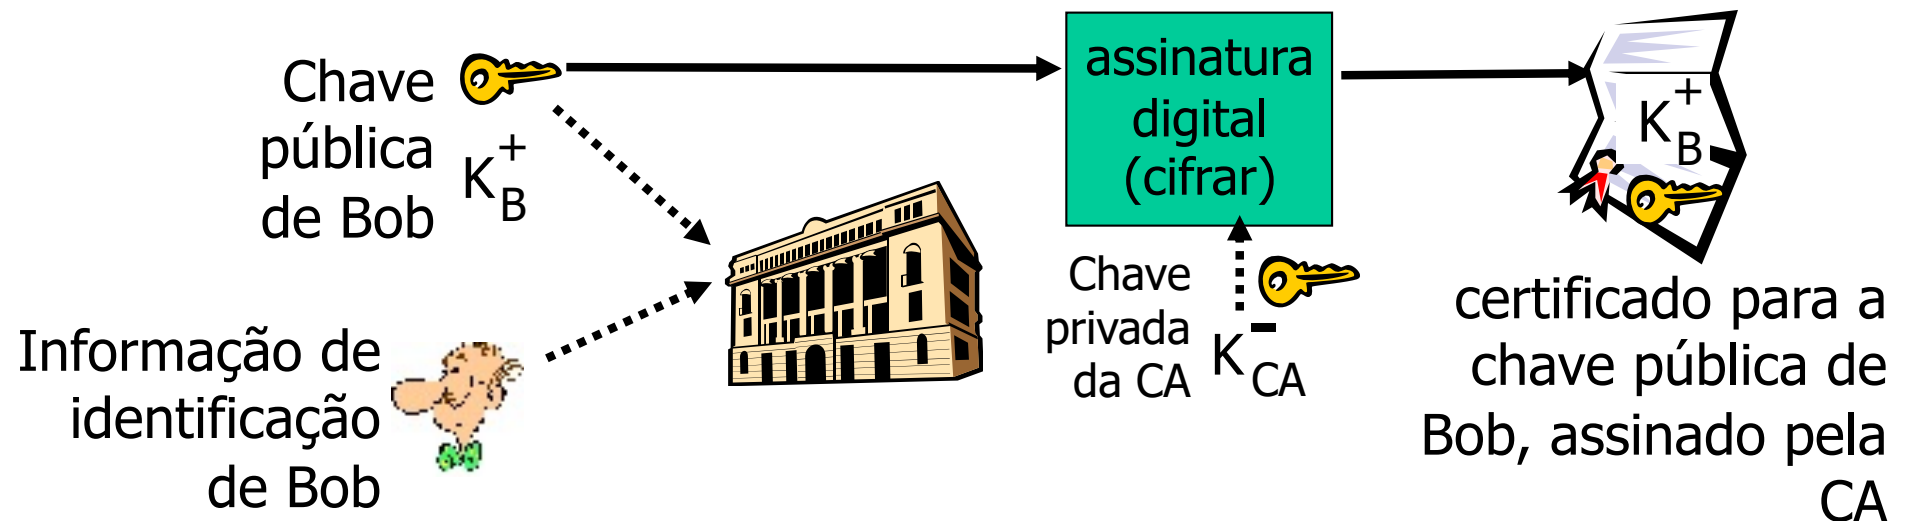 Chave
pública
de Bob
K+B
assinatura
digital
(cifrar)
K+B
Chave
privada
da CA
K-CA
Informação de
identificação
de Bob
certificado para a
chave pública de
Bob, assinado pela
CA